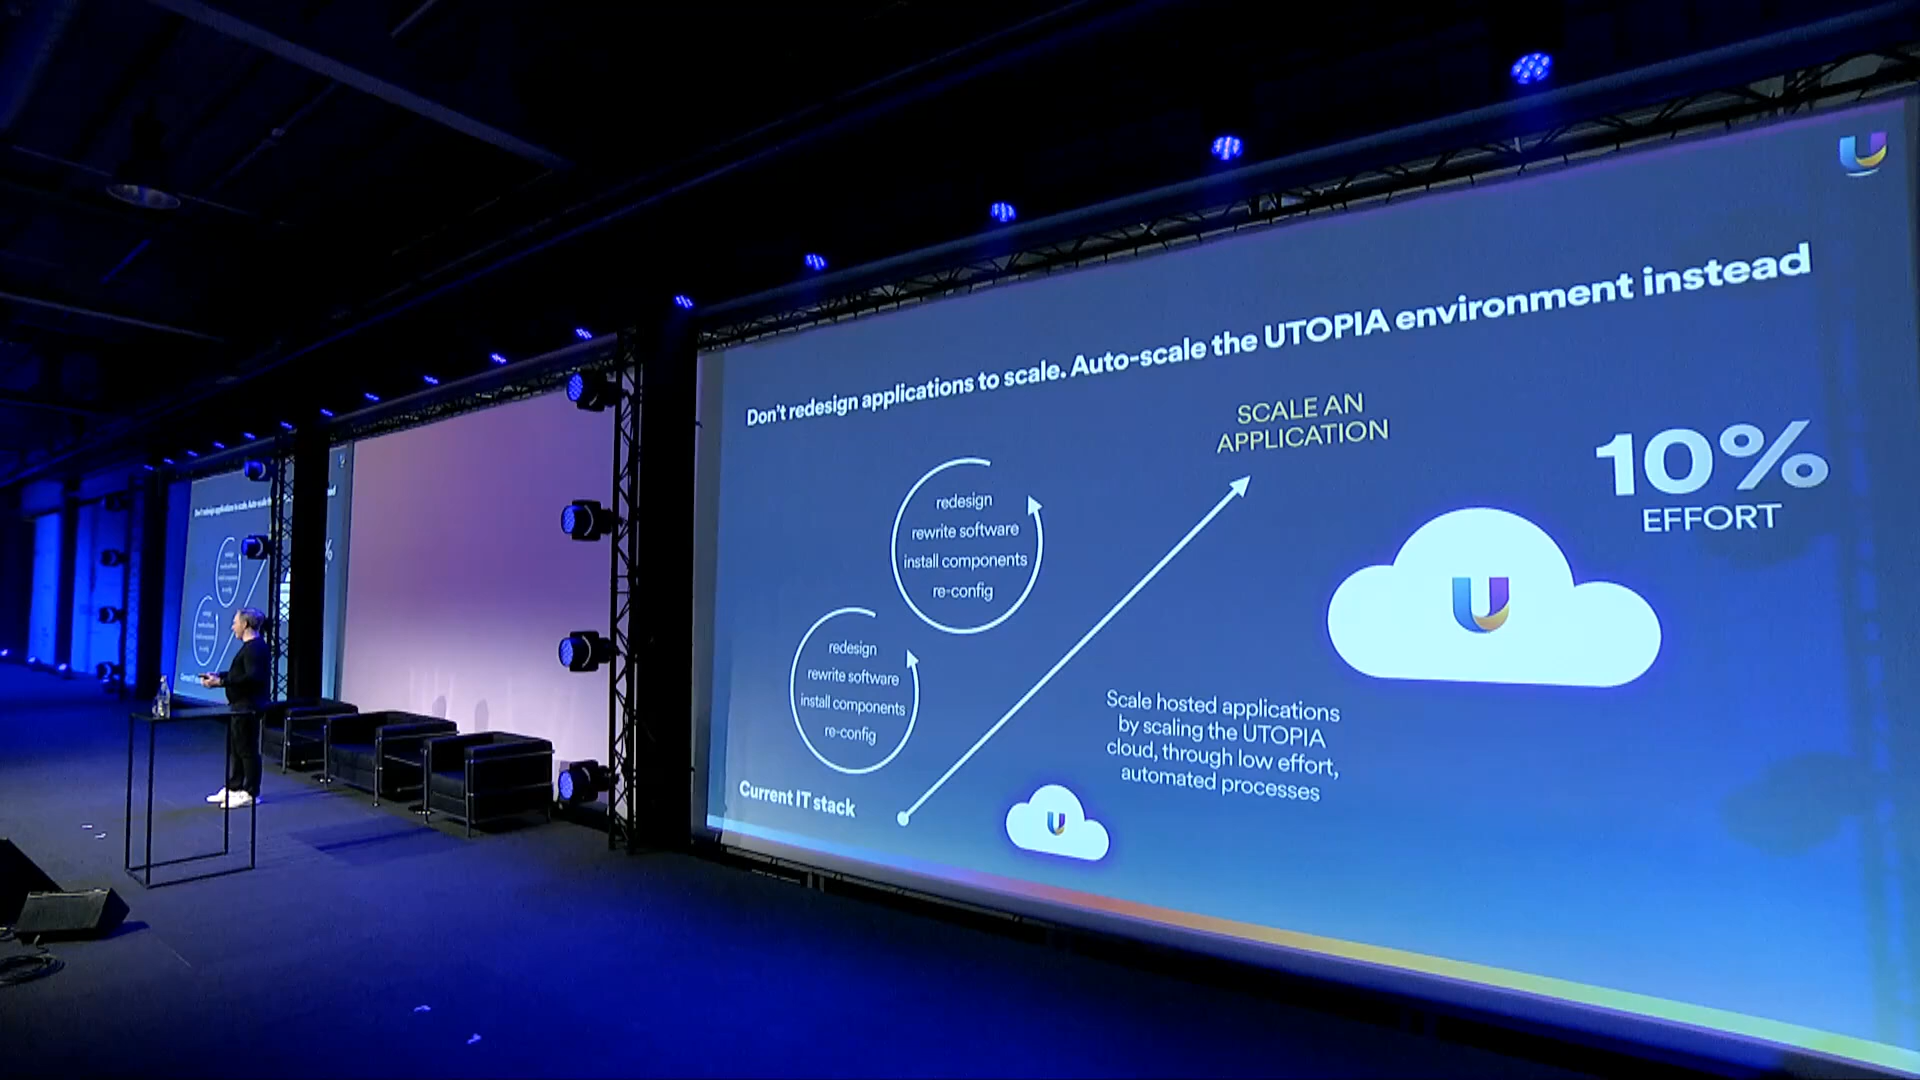 Don't redesign applications to scale. Auto-scale the UTOPIA environment instead
SCALE AN
APPLICATION
10%
EFFORT
redesign
rewrite software
install components
re-config
redesign
rewrite software
install components
re-config
Scale hosted applications
by scaling the UTOPIA
cloud, through low effort,
automated processes
Current IT stack
U
U
U